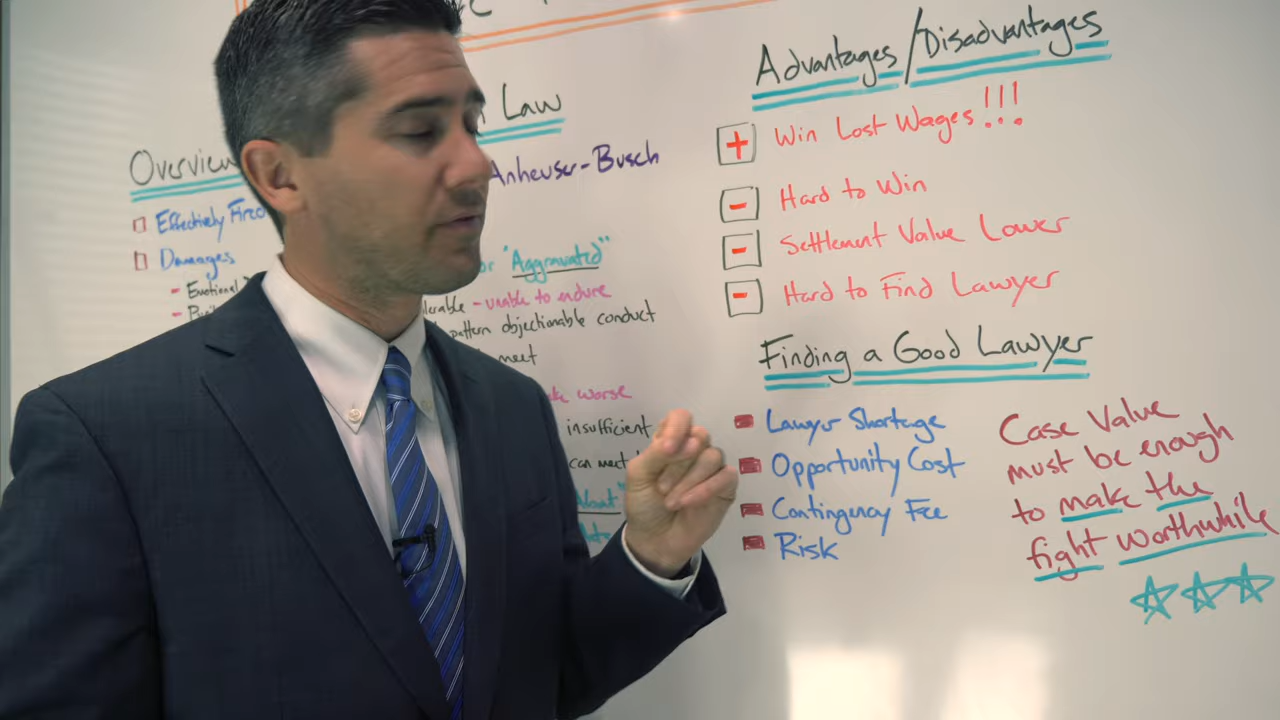 Law
Overview
Effectively Fired
Damages
Emotional
Anheuser-Busch
or "Aggravated"
- unable to endure
pattern objectionable conduct
meet
worse
insufficient
can meet
About"
Advantages/Disadvantages
+ Win Lost Wages!!!
- Hard to Win
- Settlement Value Lower
- Hard to Find Lawyer
Finding a Good Lawyer
Lawyer Shortage
Opportunity Cost
Contingency Fee
Risk
Case Value
must be enough
to make the
fight worthwhile